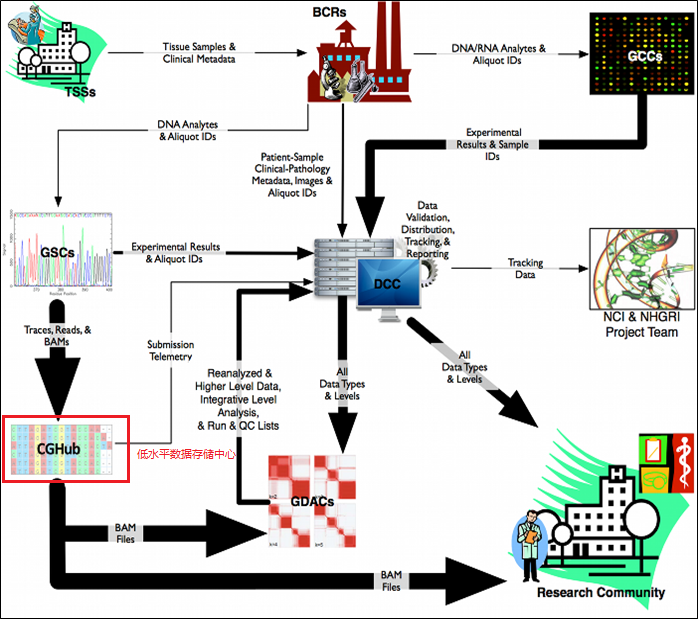 TSSs
Tissue Samples &
Clinical Metadata
BCRs
DNA/RNA Analytes &
Aliquot IDs
GCCs
DNA Analytes
& Aliquot IDs
Patient-Sample
Clinical-Pathology
Metadata, Images &
Aliquot IDs
Experimental
Results & Sample
IDs
GSCs
Experimental Results
& Aliquot IDs
Data
Validation,
Distribution,
Tracking, &
Reporting
DCC
Tracking
Data
NCI & NHGRI
Project Team
Traces, Reads, &
BAMs
Submission
Telemetry
Reanalyzed &
Higher Level Data,
Integrative Level
Analysis,
& Run & QC Lists
All
Data Types
& Levels
All
Data Types
& Levels
CGHub
低水平数据存储中心
GDACs
BAM
Files
BAM
Files
Research Community